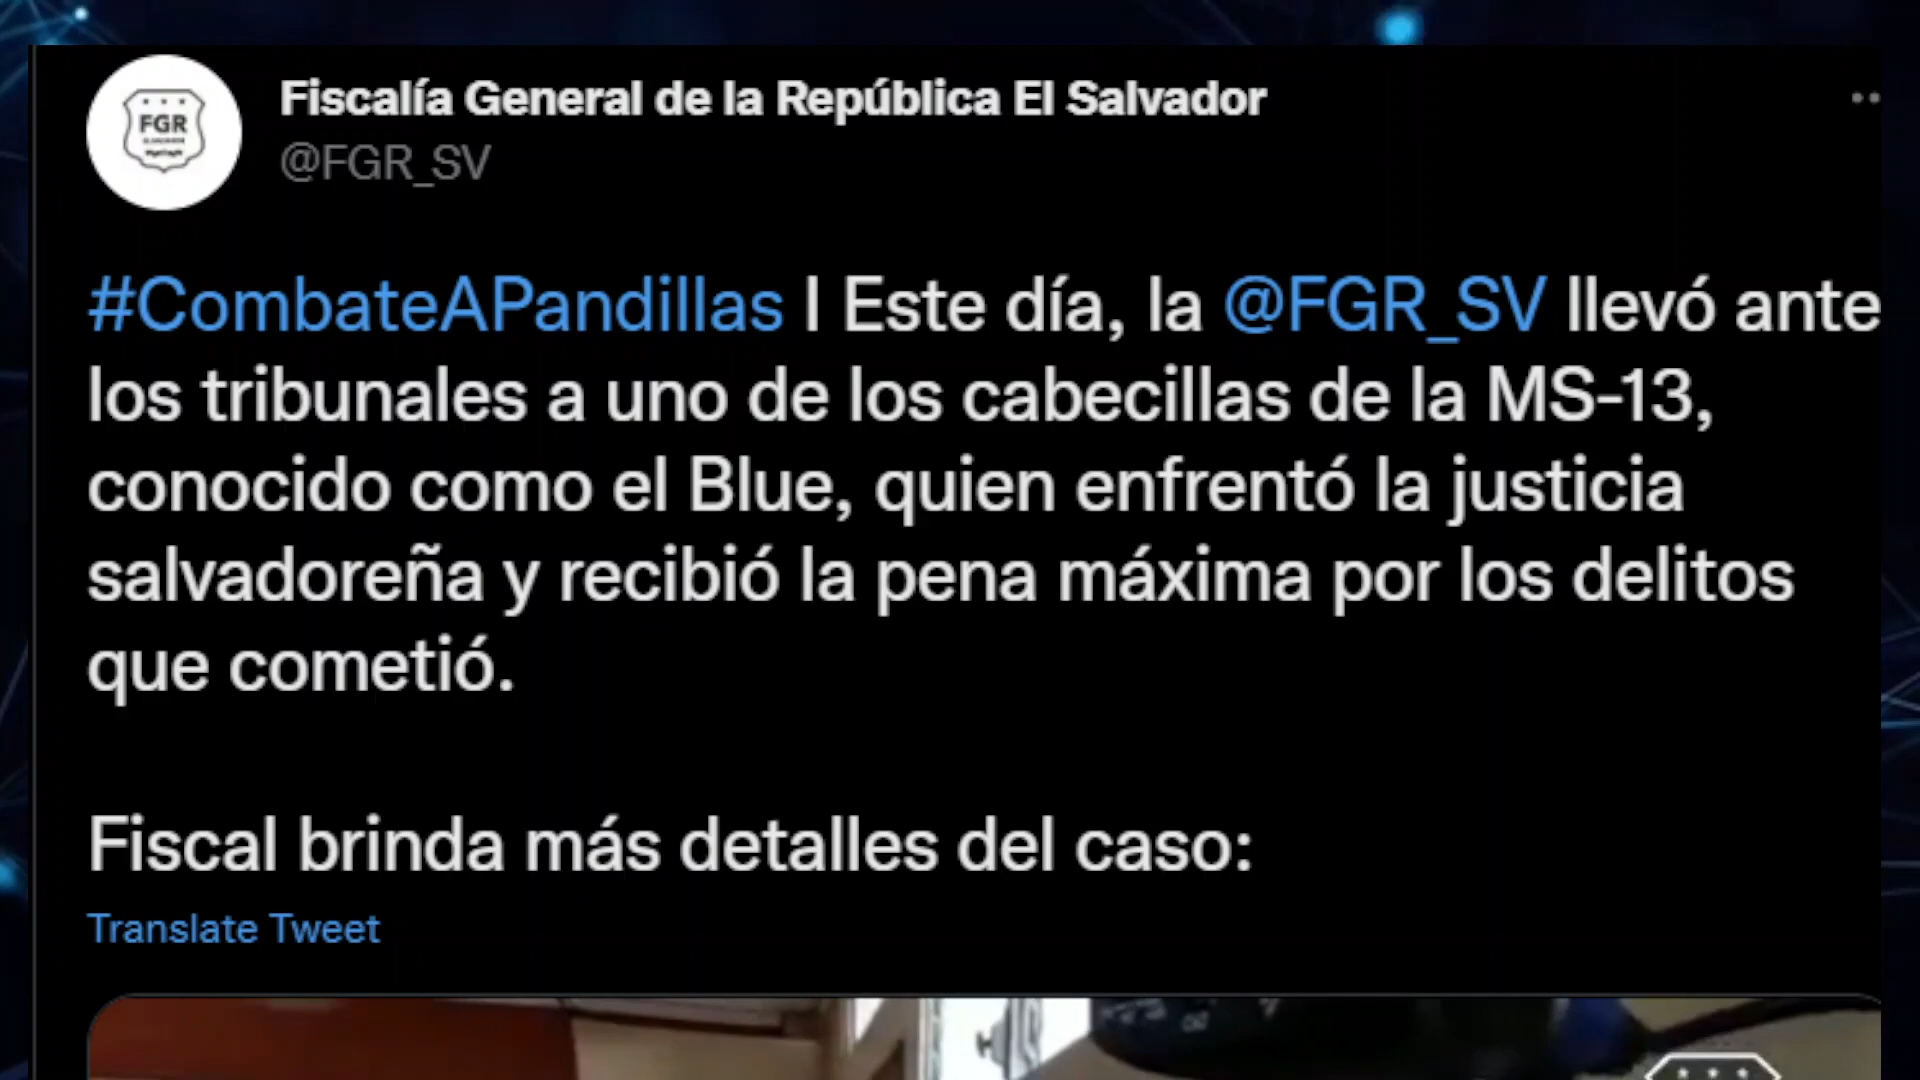 Fiscalía General de la República El Salvador
FGR
@FGR_SV
#CombateAPandillas | Este día, la @FGR_SV llevó ante
los tribunales a uno de los cabecillas de la MS-13,
conocido como el Blue, quien enfrentó la justicia
salvadoreña y recibió la pena máxima por los delitos
que cometió.
Fiscal brinda más detalles del caso:
Translate Tweet